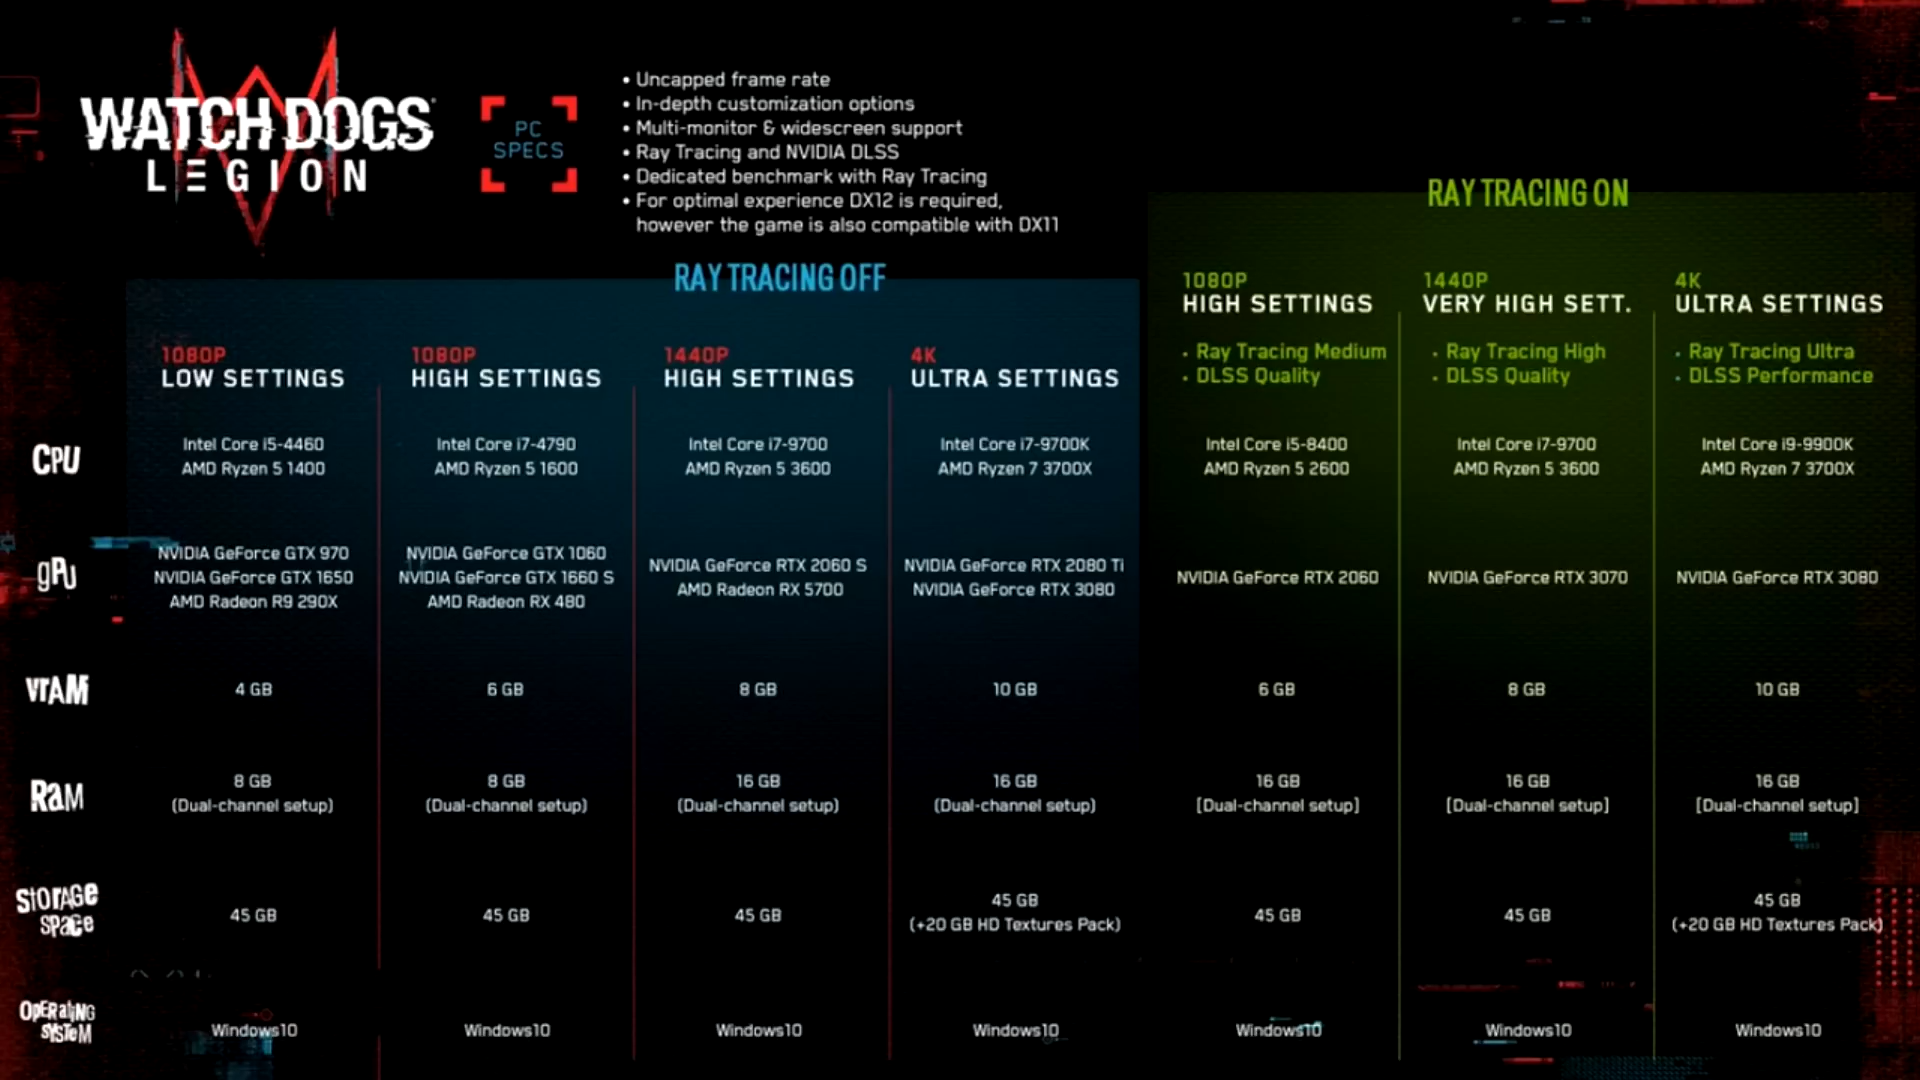 WATCH DOGS
LEGION
PC
SPECS
• Uncapped frame rate
• In-depth customization options
• Multi-monitor & widescreen support
• Ray Tracing and NVIDIA DLSS
• Dedicated benchmark with Ray Tracing
• For optimal experience DX12 is required,
however the game is also compatible with DX11
RAY TRACING OFF
RAY TRACING ON
1080P
LOW SETTINGS
1080P
HIGH SETTINGS
1440P
HIGH SETTINGS
4K
ULTRA SETTINGS
1080P
HIGH SETTINGS
• Ray Tracing Medium
• DLSS Quality
1440P
VERY HIGH SETT.
• Ray Tracing High
• DLSS Quality
4K
ULTRA SETTINGS
• Ray Tracing Ultra
• DLSS Performance
CPU
Intel Core i5-4460
AMD Ryzen 5 1400
Intel Core i7-4790
AMD Ryzen 5 1600
Intel Core i7-9700
AMD Ryzen 5 3600
Intel Core i7-9700K
AMD Ryzen 7 3700X
Intel Core i5-8400
AMD Ryzen 5 2600
Intel Core i7-9700
AMD Ryzen 5 3600
Intel Core i9-9900K
AMD Ryzen 7 3700X
gPU
NVIDIA GeForce GTX 970
NVIDIA GeForce GTX 1650
AMD Radeon R9 290X
NVIDIA GeForce GTX 1060
NVIDIA GeForce GTX 1660 S
AMD Radeon RX 480
NVIDIA GeForce RTX 2060 S
AMD Radeon RX 5700
NVIDIA GeForce RTX 2080 Ti
NVIDIA GeForce RTX 3080
NVIDIA GeForce RTX 2060
NVIDIA GeForce RTX 3070
NVIDIA GeForce RTX 3080
VrAM
4 GB
6 GB
8 GB
10 GB
6 GB
8 GB
10 GB
RaM
8 GB
(Dual-channel setup)
8 GB
(Dual-channel setup)
16 GB
(Dual-channel setup)
16 GB
(Dual-channel setup)
16 GB
[Dual-channel setup]
16 GB
[Dual-channel setup]
16 GB
[Dual-channel setup]
StOrAGe
SPaCe
45 GB
45 GB
45 GB
45 GB
(+20 GB HD Textures Pack)
45 GB
45 GB
45 GB
(+20 GB HD Textures Pack)
OpERatiNG
SYSTeM
Windows10
Windows10
Windows10
Windows10
Windows10
Windows10
Windows10